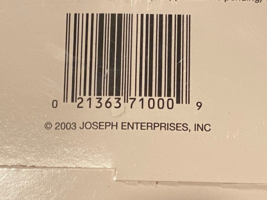 0 21363 71000 9
© 2003 JOSEPH ENTERPRISES, INC